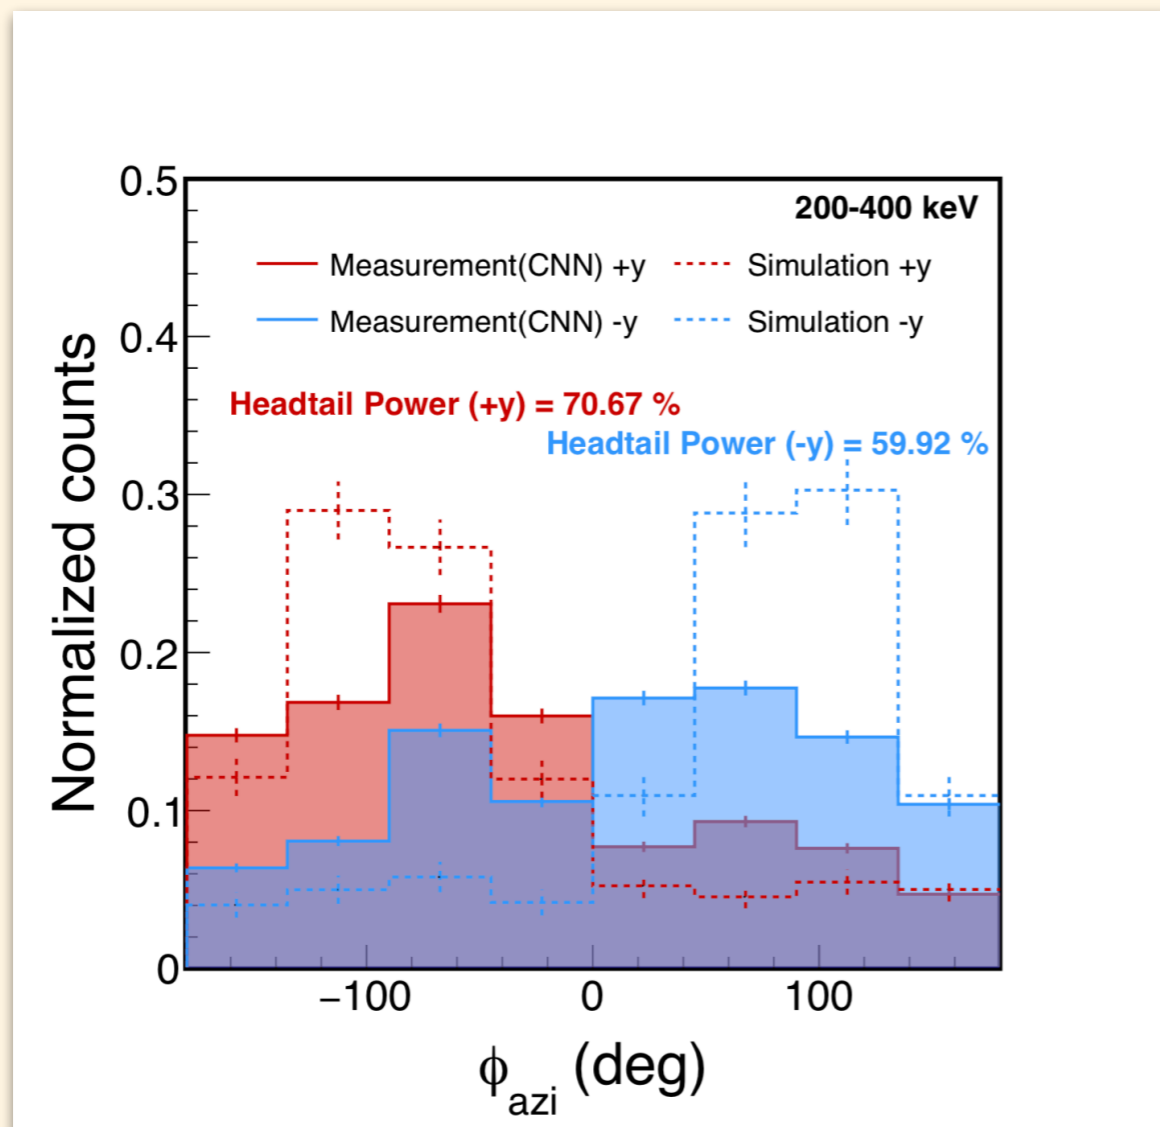 0.5
200-400 keV
Measurement(CNN) +y
Simulation +y
Measurement(CNN) -y
Simulation -y
0.4
Headtail Power (+y) = 70.67 %
Headtail Power (-y) = 59.92 %
0.3
0.2
0.1
0
Normalized counts
−100 0 100
ϕazi (deg)